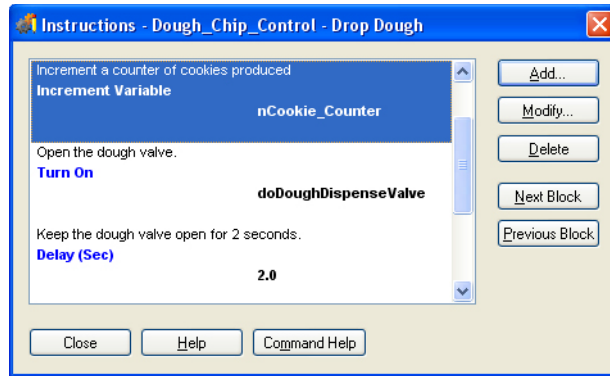 Instructions - Dough_Chip_Control - Drop Dough
Increment a counter of cookies produced
Increment Variable
nCookie_Counter
Open the dough valve.
Turn On
doDoughDispenseValve
Keep the dough valve open for 2 seconds.
Delay (Sec)
2.0
Add...
Modify...
Delete
Next Block
Previous Block
Close
Help
Command Help